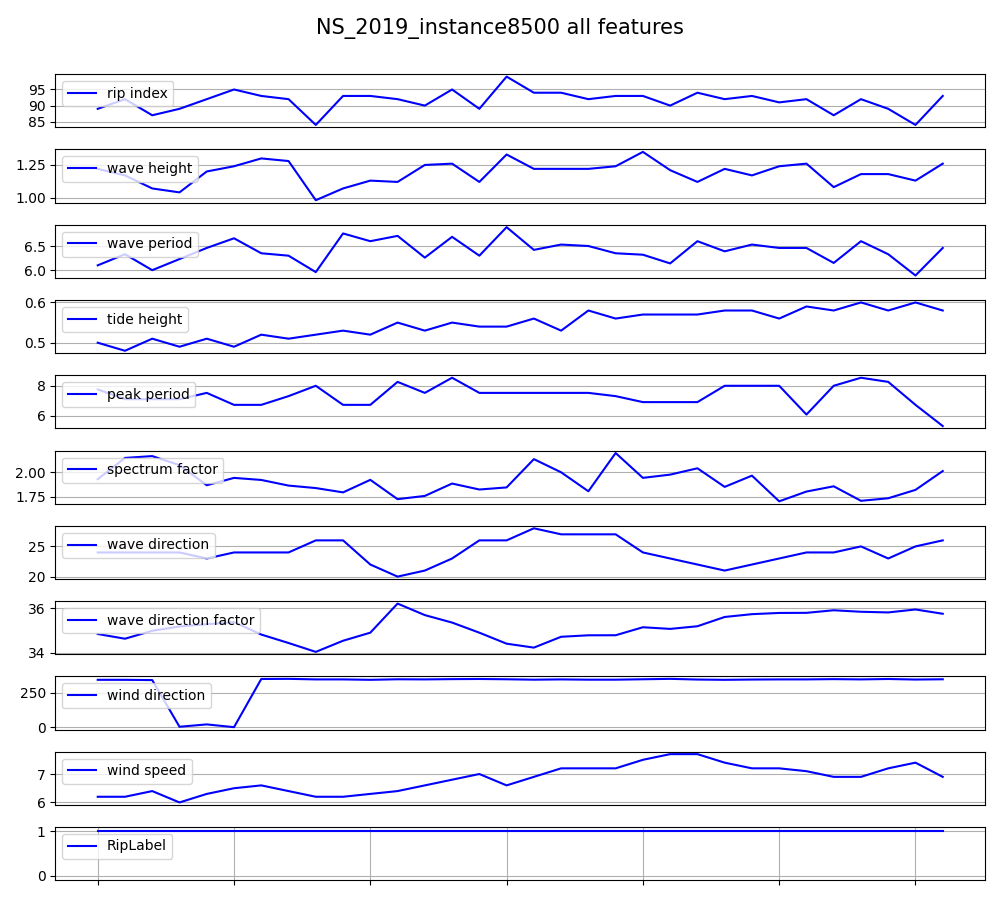 NS_2019_instance8500 all features
95
90
85
rip index
1.25
1.00
wave height
6.5
6.0
wave period
0.6
0.5
tide height
8
6
peak period
2.00
1.75
spectrum factor
25
20
wave direction
36
34
wave direction factor
250
0
wind direction
7
6
wind speed
1
0
RipLabel